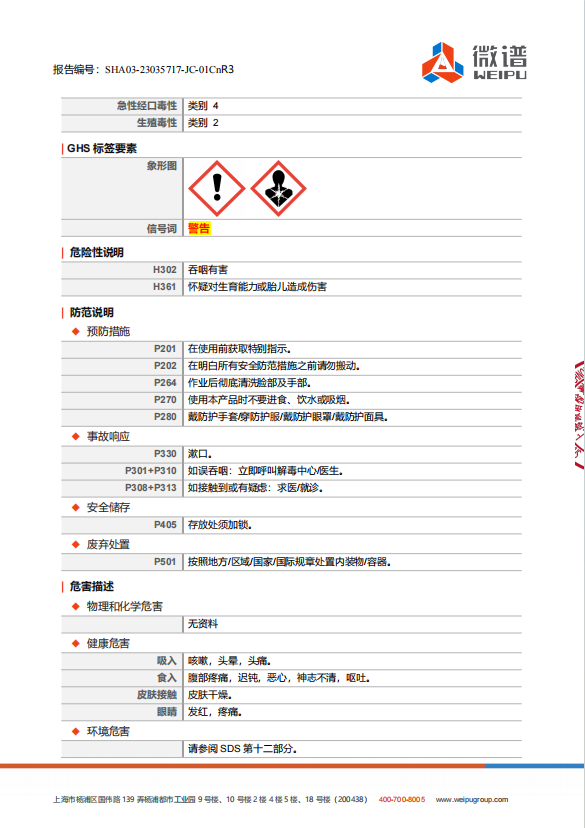 微谱
WEIPU
报告编号：SHA03-23035717-JC-01CnR3
急性经口毒性 类别 4
生殖毒性 类别 2
GHS 标签要素
象形图
信号词 警告
危险性说明
H302 吞咽有害
H361 怀疑对生育能力或胎儿造成伤害
防范说明
◆ 预防措施
P201 在使用前获取特别指示。
P202 在明白所有安全防范措施之前请勿搬动。
P264 作业后彻底清洗脸部及手部。
P270 使用本产品时不要进食、饮水或吸烟。
P280 戴防护手套/穿防护服/戴防护眼罩/戴防护面具。
◆ 事故响应
P330 漱口。
P301+P310 如误吞咽：立即呼叫解毒中心/医生。
P308+P313 如接触到或有疑虑：求医/就诊。
◆ 安全储存
P405 存放处须加锁。
◆ 废弃处置
P501 按照地方/区域/国家/国际规章处置内装物/容器。
危害描述
◆ 物理和化学危害
无资料
◆ 健康危害
吸入 咳嗽，头晕，头痛。
食入 腹部疼痛，迟钝，恶心，神志不清，呕吐。
皮肤接触 皮肤干燥。
眼睛 发红，疼痛。
◆ 环境危害
请参阅 SDS 第十二部分。
上海市杨浦区国伟路 139 弄杨浦都市工业园 9 号楼、10 号楼 2 楼 4 楼 5 楼、18 号楼（200438） 400-700-8005 www.weipugroup.com